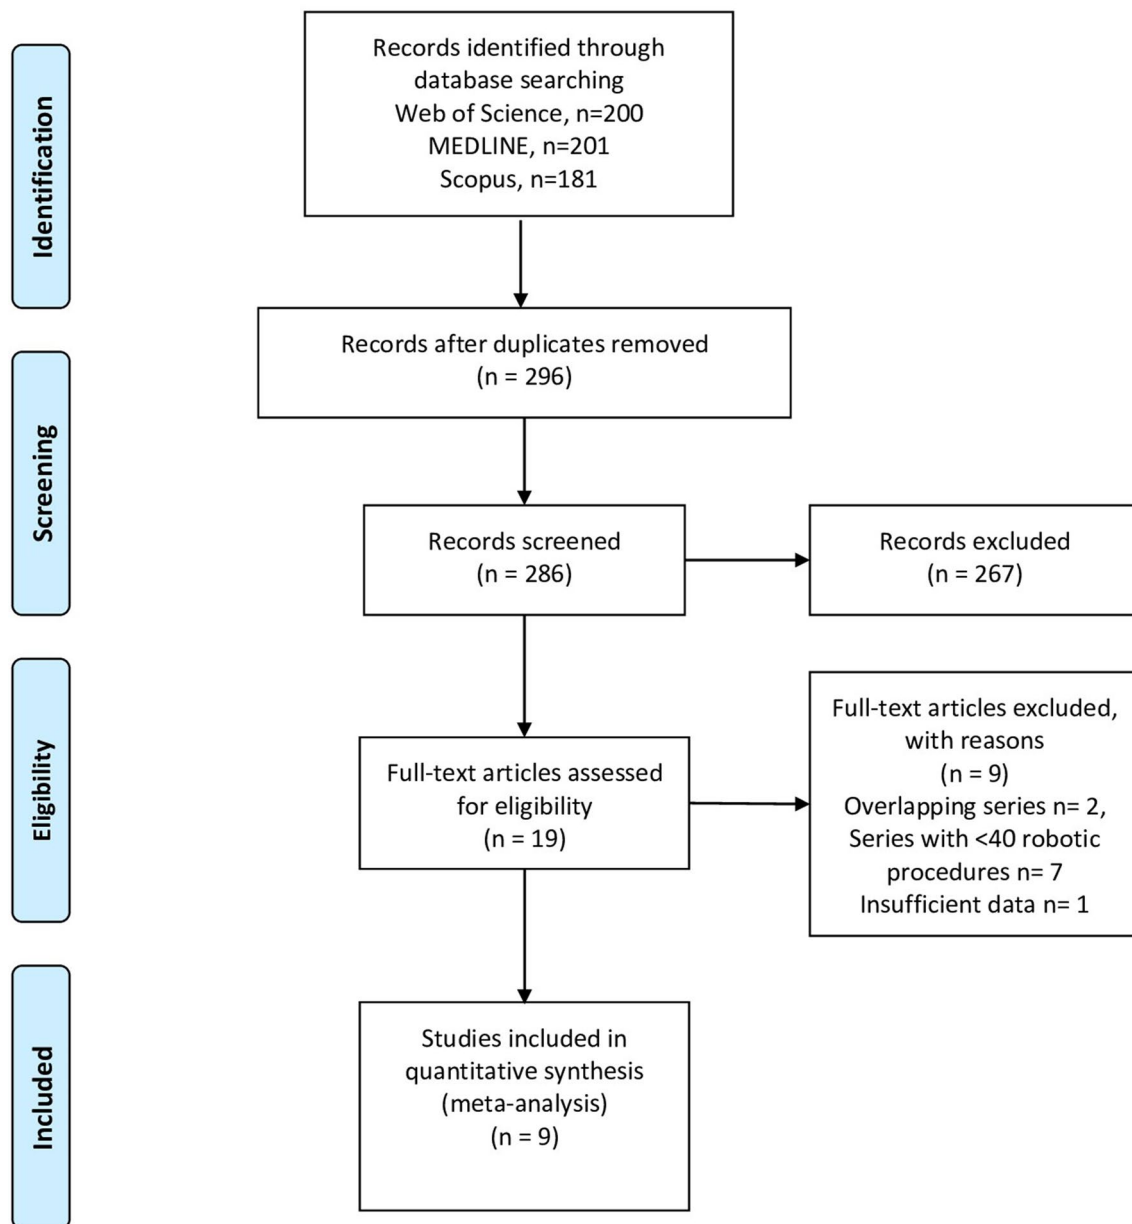 Identification
Records identified through
database searching
Web of Science, n=200
MEDLINE, n=201
Scopus, n=181
Records after duplicates removed
(n = 296)
Screening
Records screened
(n = 286)
Records excluded
(n = 267)
Eligibility
Full-text articles assessed
for eligibility
(n = 19)
Full-text articles excluded,
with reasons
(n = 9)
Overlapping series n= 2,
Series with <40 robotic
procedures n= 7
Insufficient data n= 1
Included
Studies included in
quantitative synthesis
(meta-analysis)
(n = 9)